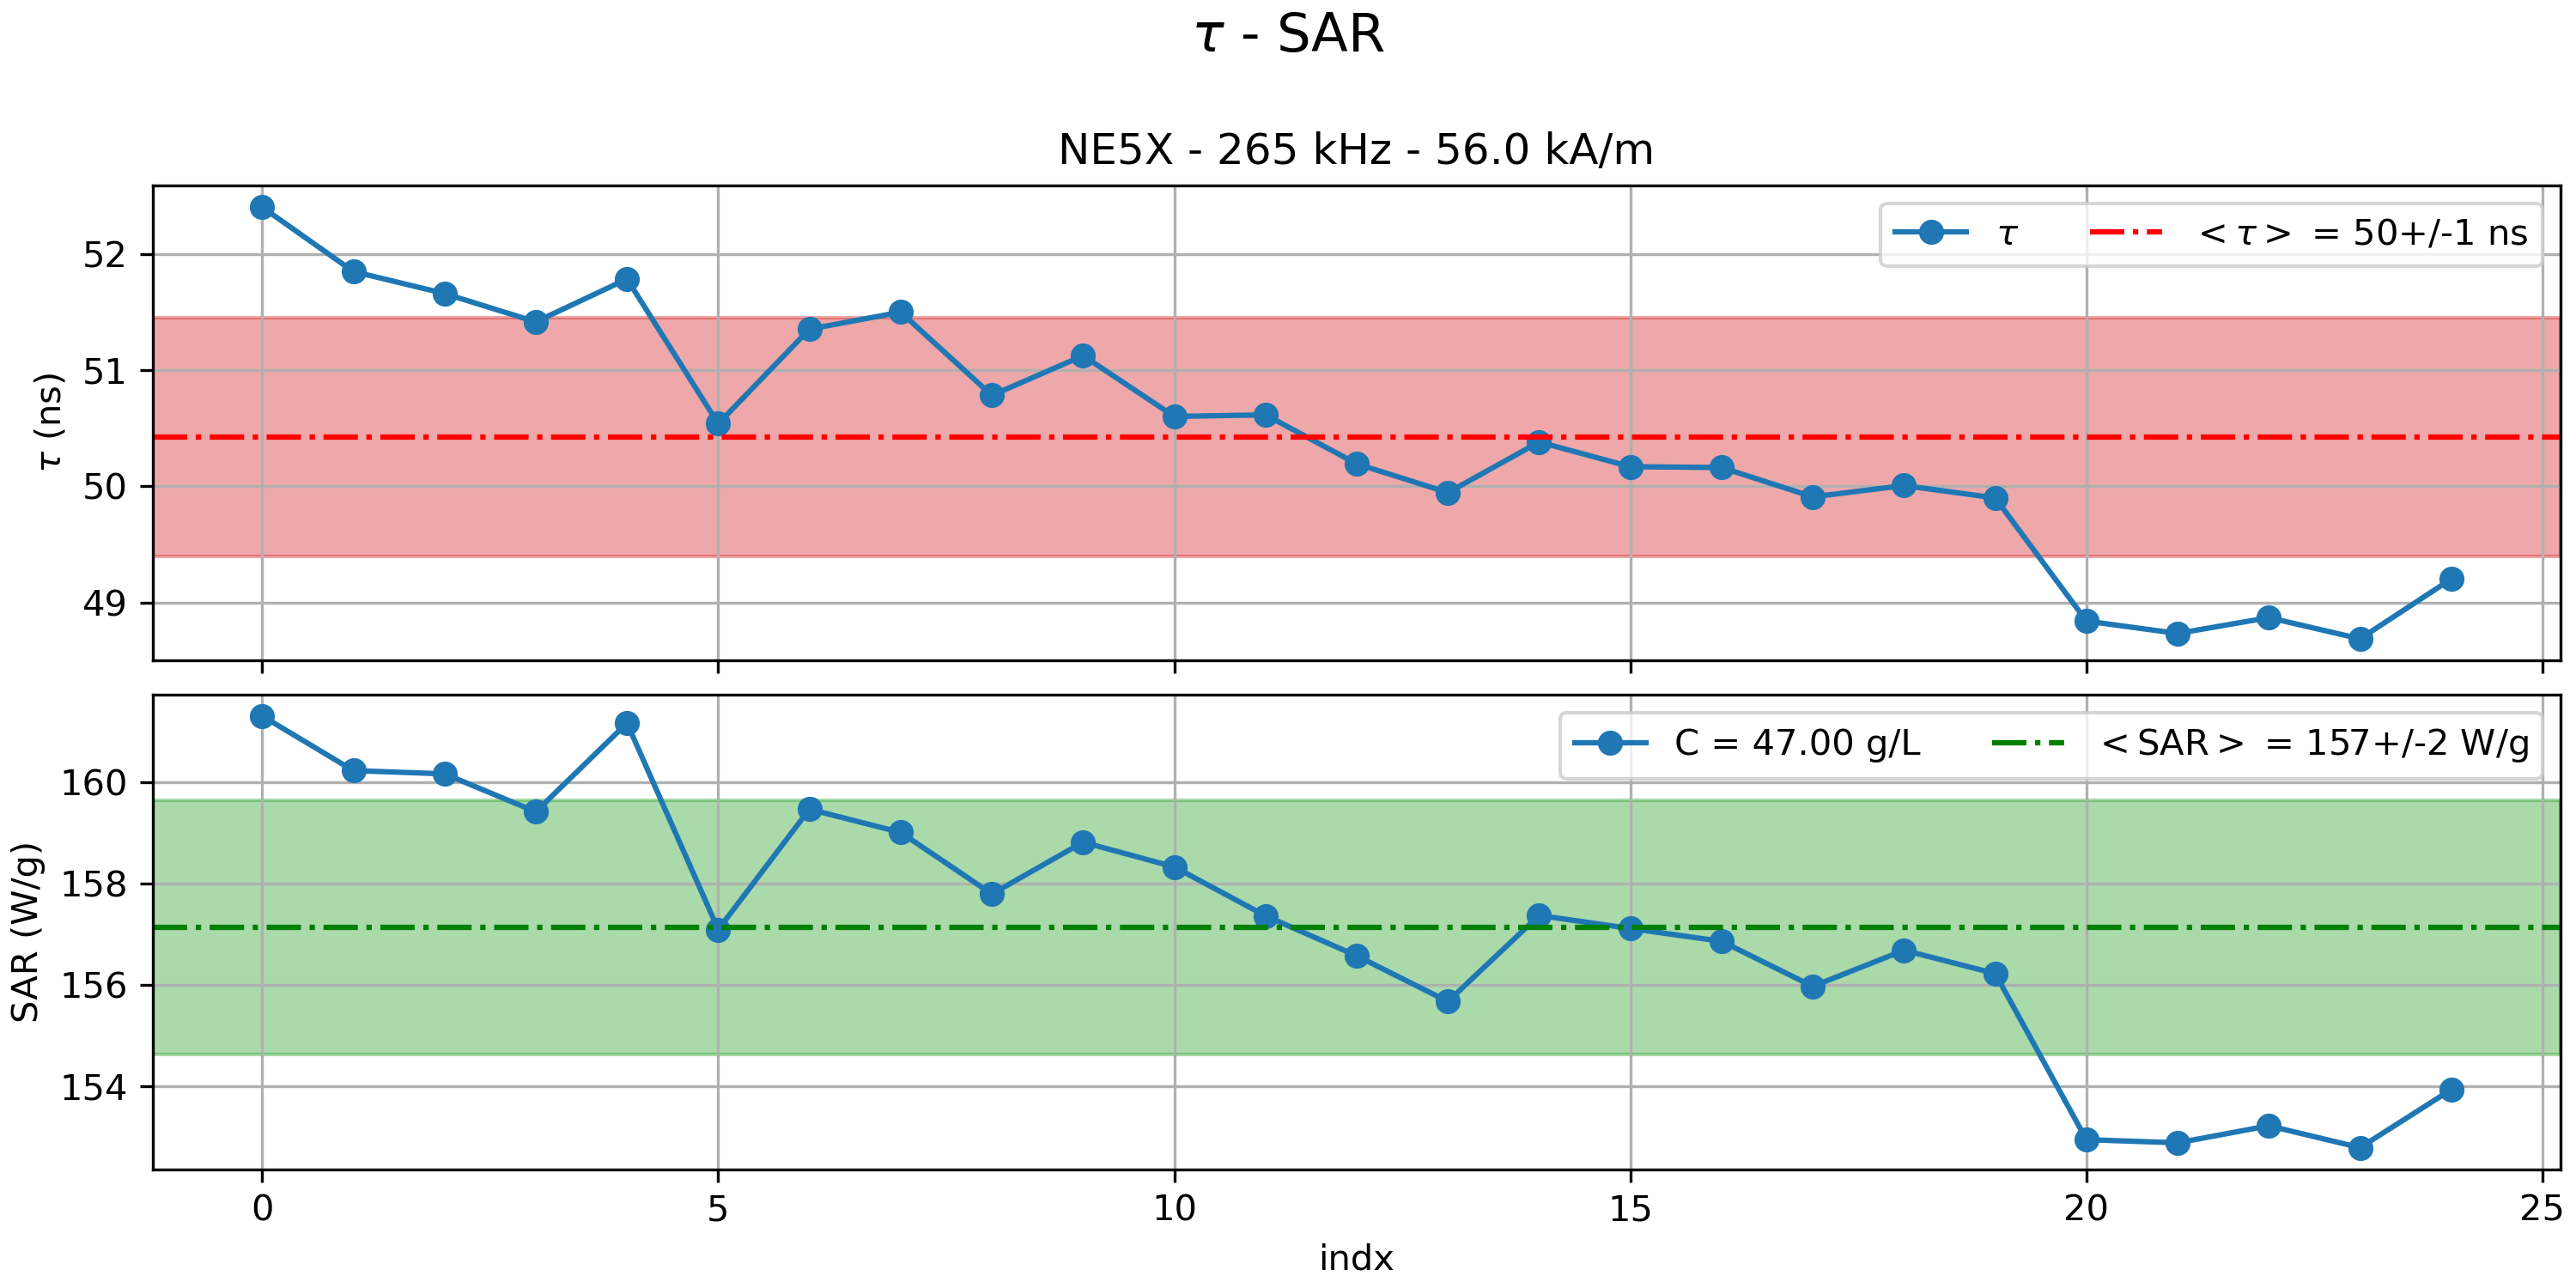 τ - SAR
NE5X - 265 kHz - 56.0 kA/m
τ
<τ> = 50+/-1 ns
τ (ns)
52
51
50
49
C = 47.00 g/L
<SAR> = 157+/-2 W/g
SAR (W/g)
160
158
156
154
0 5 10 15 20 25
indx